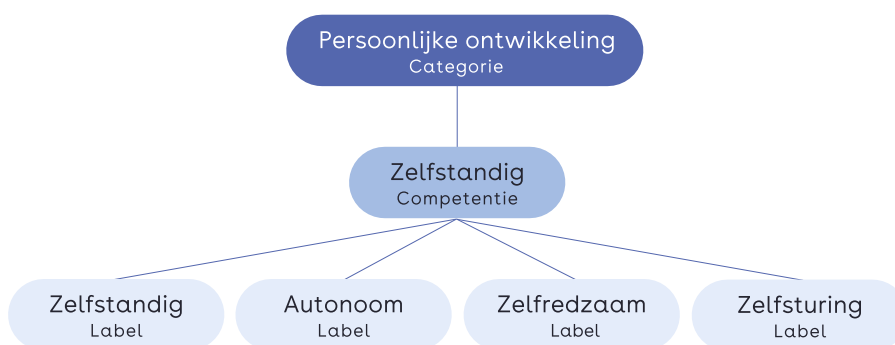 Persoonlijke ontwikkeling
Categorie
Zelfstandig
Competentie
Zelfstandig
Label
Autonoom
Label
Zelfredzaam
Label
Zelfsturing
Label